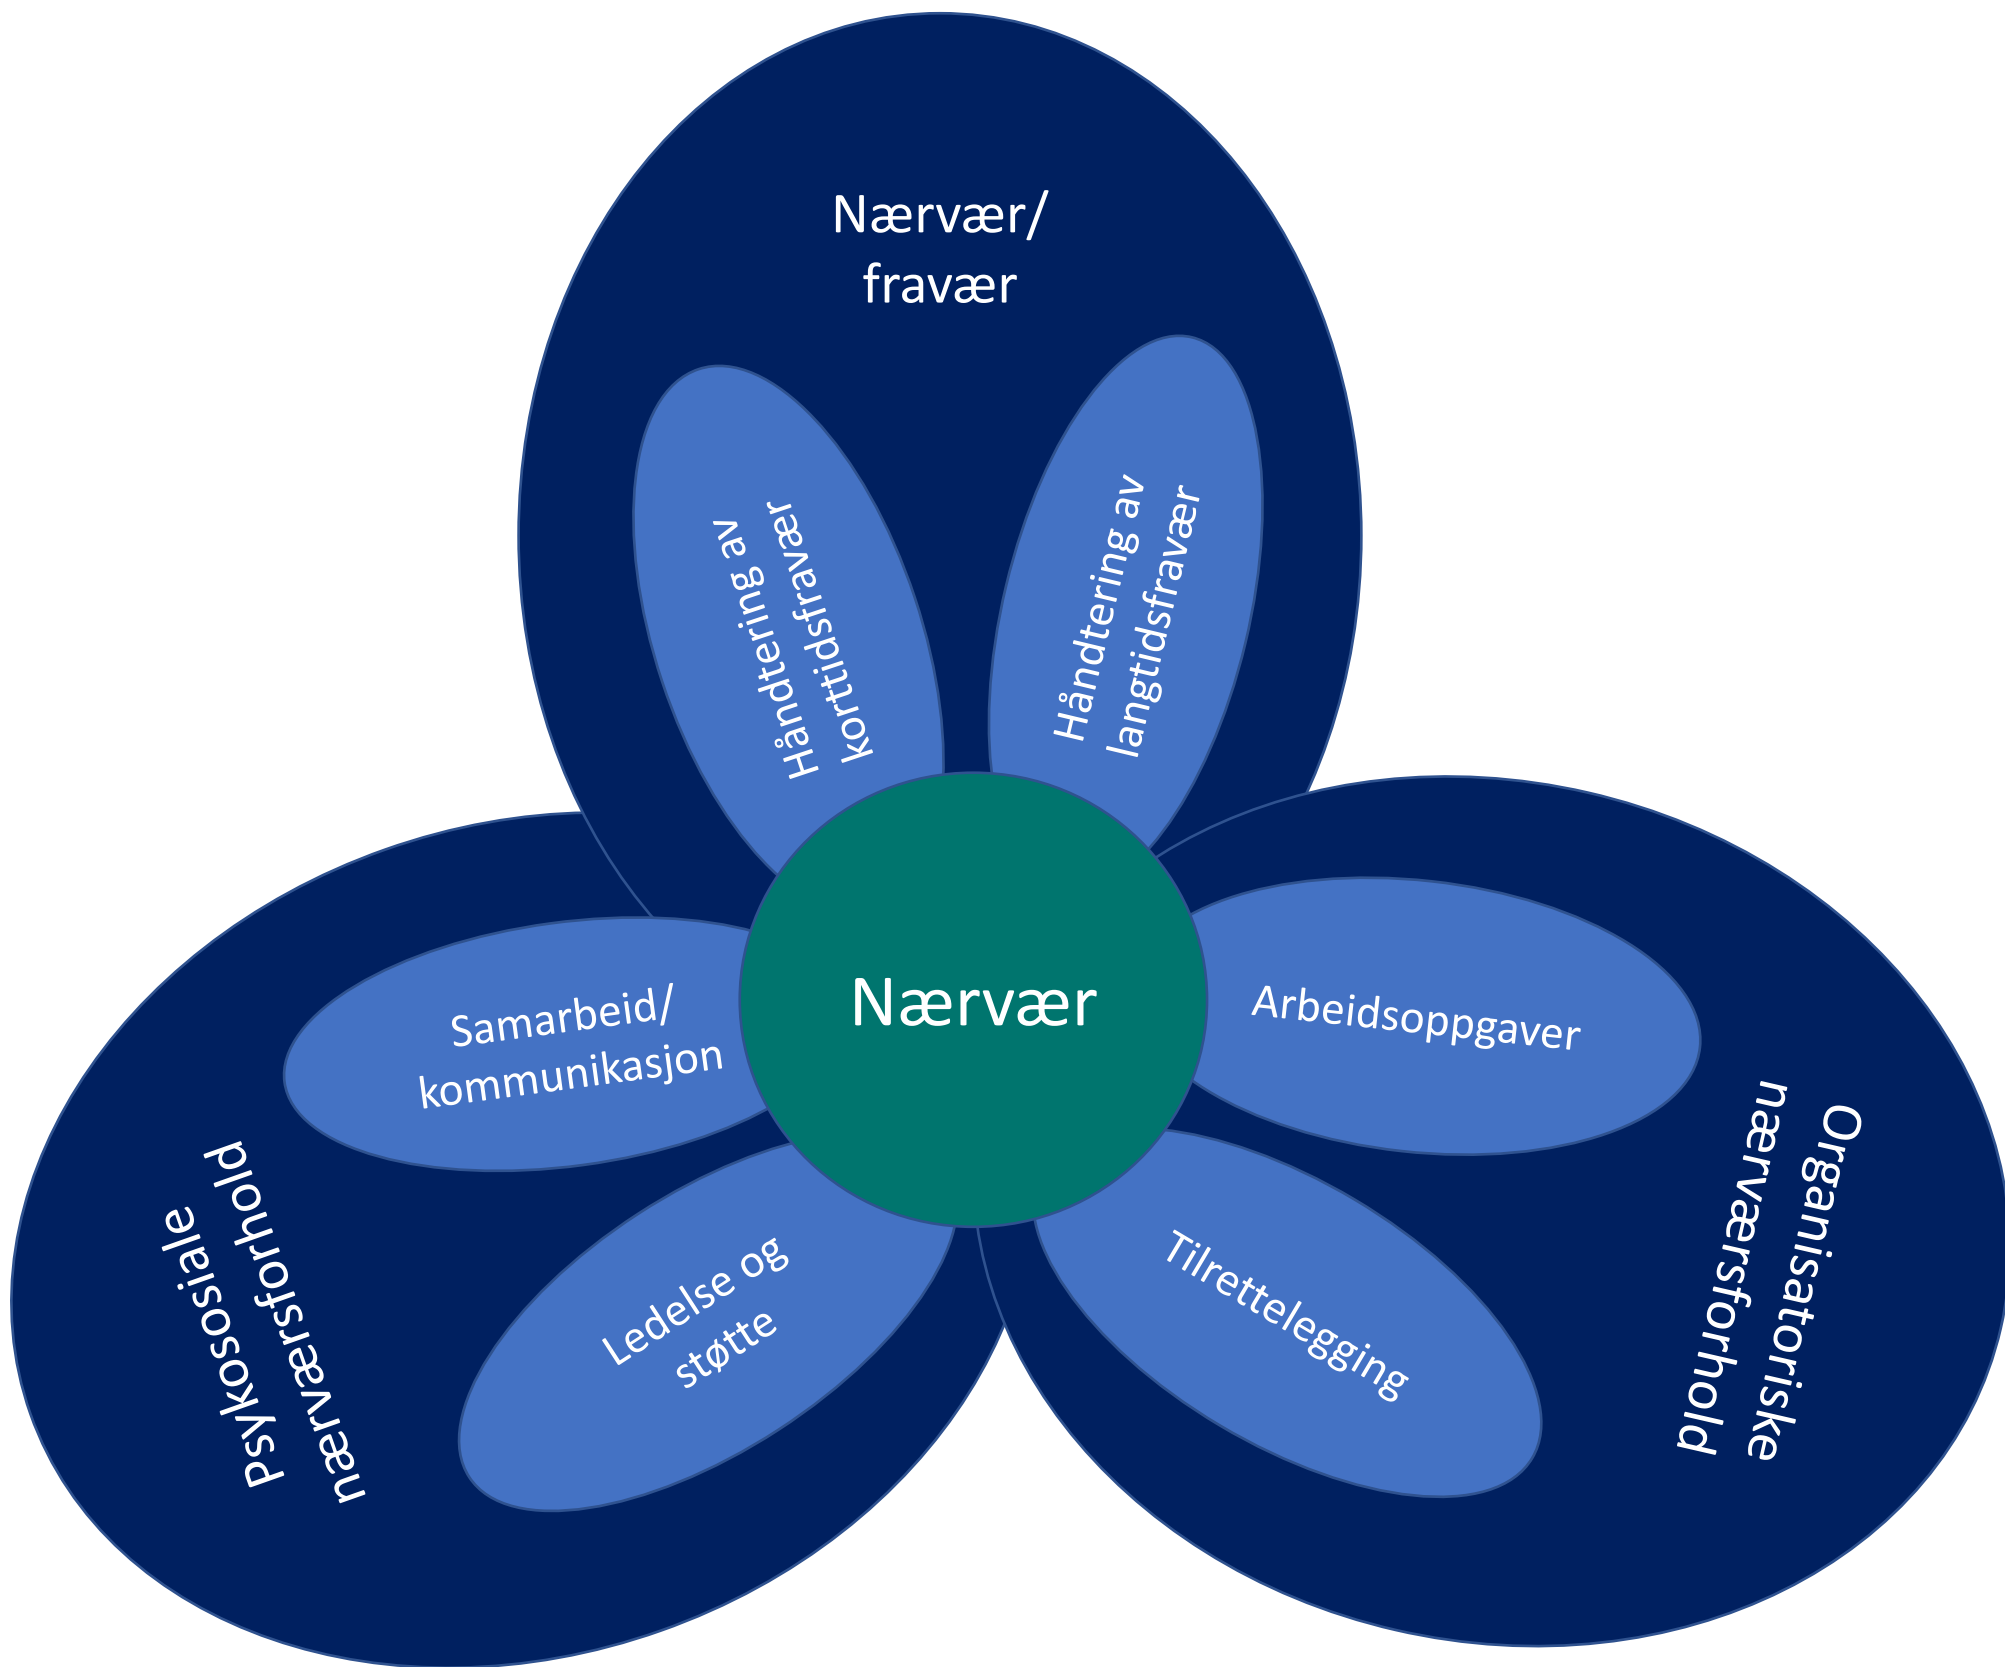 Nærvær/
fravær
Håndtering av
korttidsfravær
Håndtering av
langtidsfravær
Nærvær
Samarbeid/
kommunikasjon
Ledelse og
støtte
Psykososiale
nærværsforhold
Arbeidsoppgaver
Tilrettelegging
Organisatoriske
nærværsforhold